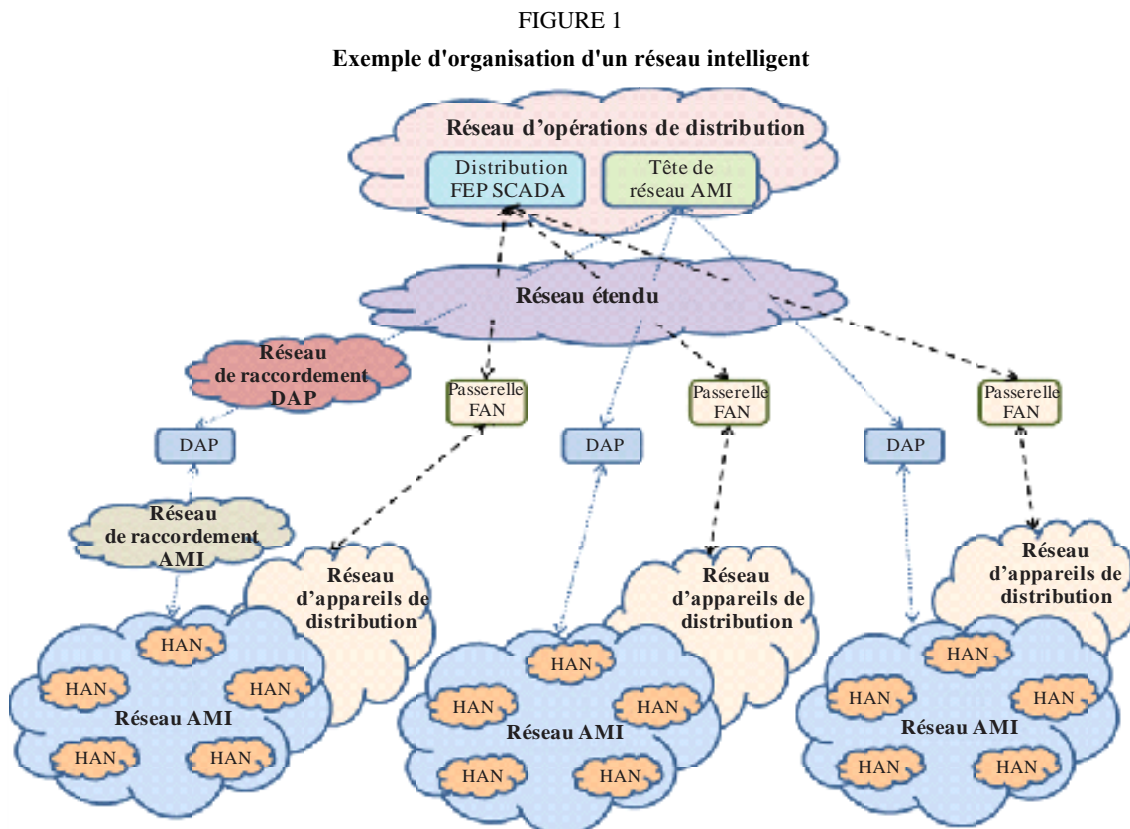 FIGURE 1
Exemple d'organisation d'un réseau intelligent
Réseau d'opérations de distribution
Distribution
FEP SCADA
Tête de
réseau AMI
Réseau étendu
Réseau
de raccordement
DAP
Passerelle
FAN
Passerelle
FAN
Passerelle
FAN
DAP
DAP
DAP
Réseau
de raccordement
AMI
Réseau
d'appareils de
distribution
Réseau
d'appareils de
distribution
Réseau
d'appareils de
distribution
HAN
HAN
HAN
Réseau AMI
HAN
HAN
HAN
HAN
HAN
Réseau AMI
HAN
HAN
HAN
HAN
HAN
Réseau AMI
HAN
HAN